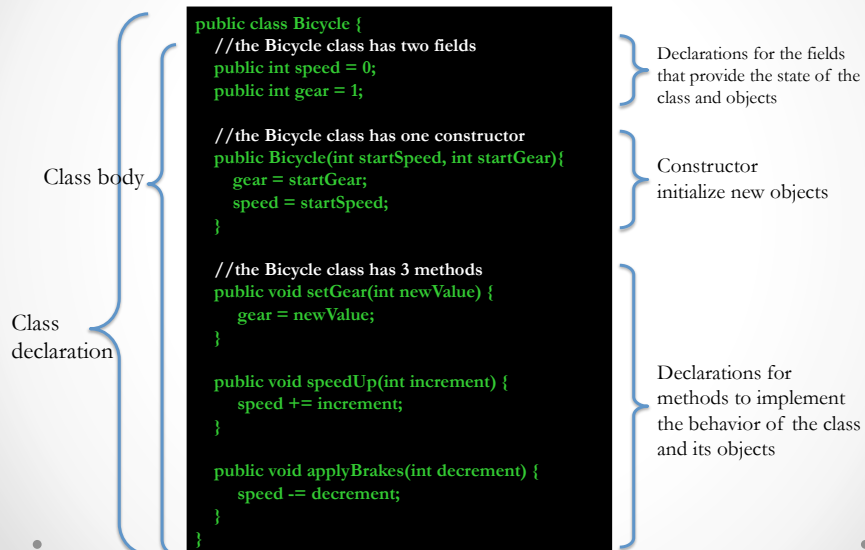 public class Bicycle {
//the Bicycle class has two fields
public int speed = 0;
public int gear = 1;
//the Bicycle class has one constructor
public Bicycle(int startSpeed, int startGear){
gear = startGear;
speed = startSpeed;
}
//the Bicycle class has 3 methods
public void setGear(int newValue) {
gear = newValue;
}
public void speedUp(int increment) {
speed += increment;
}
public void applyBrakes(int decrement) {
speed -= decrement;
}
}
Class body
Class
declaration
Declarations for the fields
that provide the state of the
class and objects
Constructor
initialize new objects
Declarations for
methods to implement
the behavior of the class
and its objects